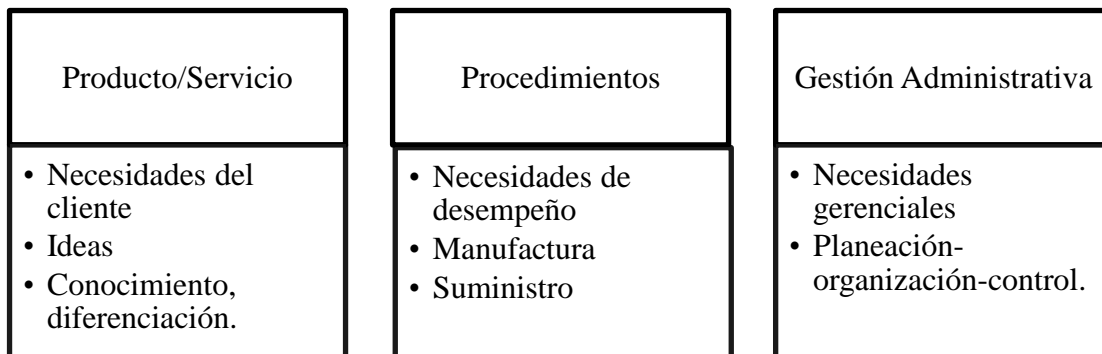 Producto/Servicio
• Necesidades del
cliente
• Ideas
• Conocimiento,
diferenciación.
Procedimientos
• Necesidades de
desempeño
• Manufactura
• Suministro
Gestión Administrativa
• Necesidades
gerenciales
• Planeación-
organización-control.